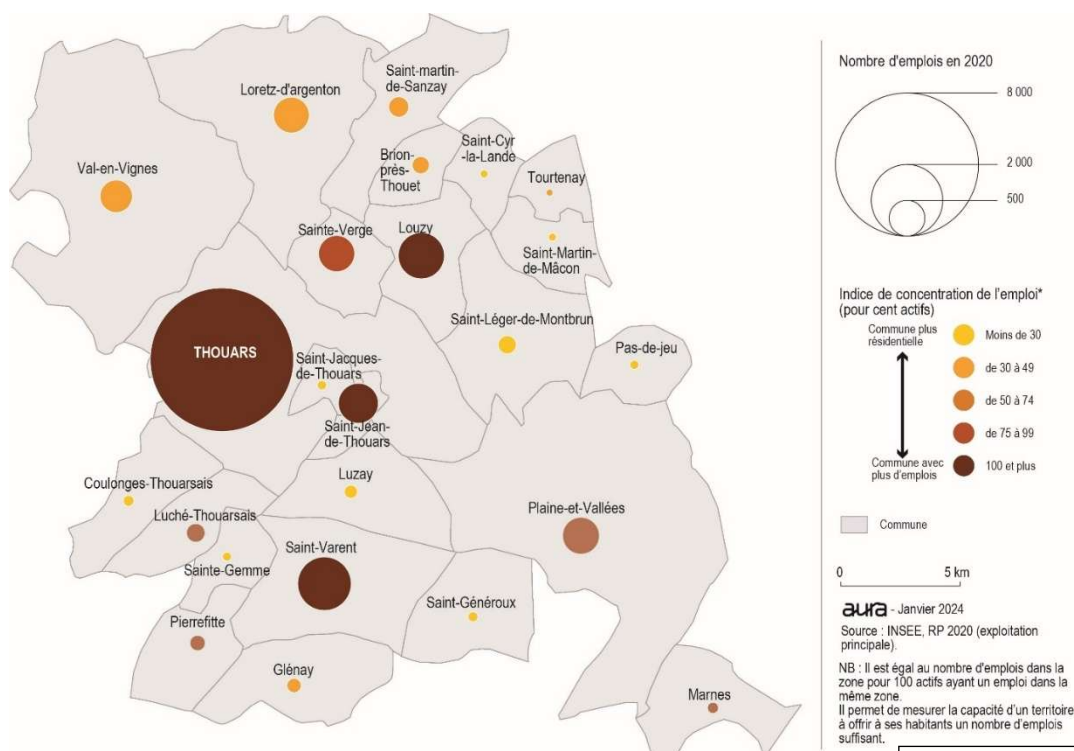 Loretz-d'argenton
Saint-martin-
de-Sanzay
Val-en-Vignes
Brion-
près-
Thouet
Saint-Cyr
-la-Lande
Tourtenay
Sainte-Verge
Louzy
Saint-Martin-
de-Mâcon
THOUARS
Saint-Léger-de-Montbrun
Pas-de-jeu
Saint-Jacques-
de-Thouars
Saint-Jean-
de-Thouars
Coulonges-Thouarsais
Luzay
Luché-Thouarsais
Plaine-et-Vallées
Sainte-Gemme
Saint-Varent
Saint-Généroux
Pierrefitte
Glénay
Marnes
Nombre d'emplois en 2020
8 000
2 000
500
Indice de concentration de l'emploi*
(pour cent actifs)
Commune plus
résidentielle
Moins de 30
de 30 à 49
de 50 à 74
de 75 à 99
Commune avec
plus d'emplois
100 et plus
Commune
0 5 km
aura - Janvier 2024
Source : INSEE, RP 2020 (exploitation
principale).
NB : Il est égal au nombre d'emplois dans la
zone pour 100 actifs ayant un emploi dans la
même zone.
Il permet de mesurer la capacité d'un territoire
à offrir à ses habitants un nombre d'emplois
suffisant.